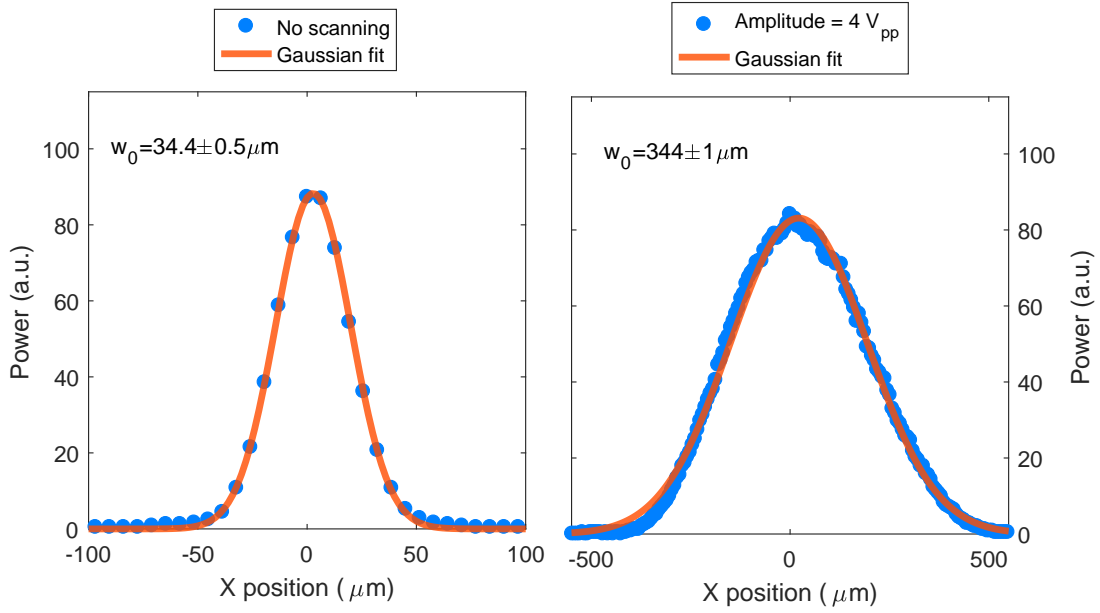 No scanning
Gaussian fit
w0=34.4±0.5μm
100
80
60
40
20
0
-100
-50
0
50
100
X position ( μm)
Power (a.u.)
Amplitude = 4 Vpp
Gaussian fit
w0=344±1μm
100
80
60
40
20
0
-500
0
500
X position ( μm)
Power (a.u.)